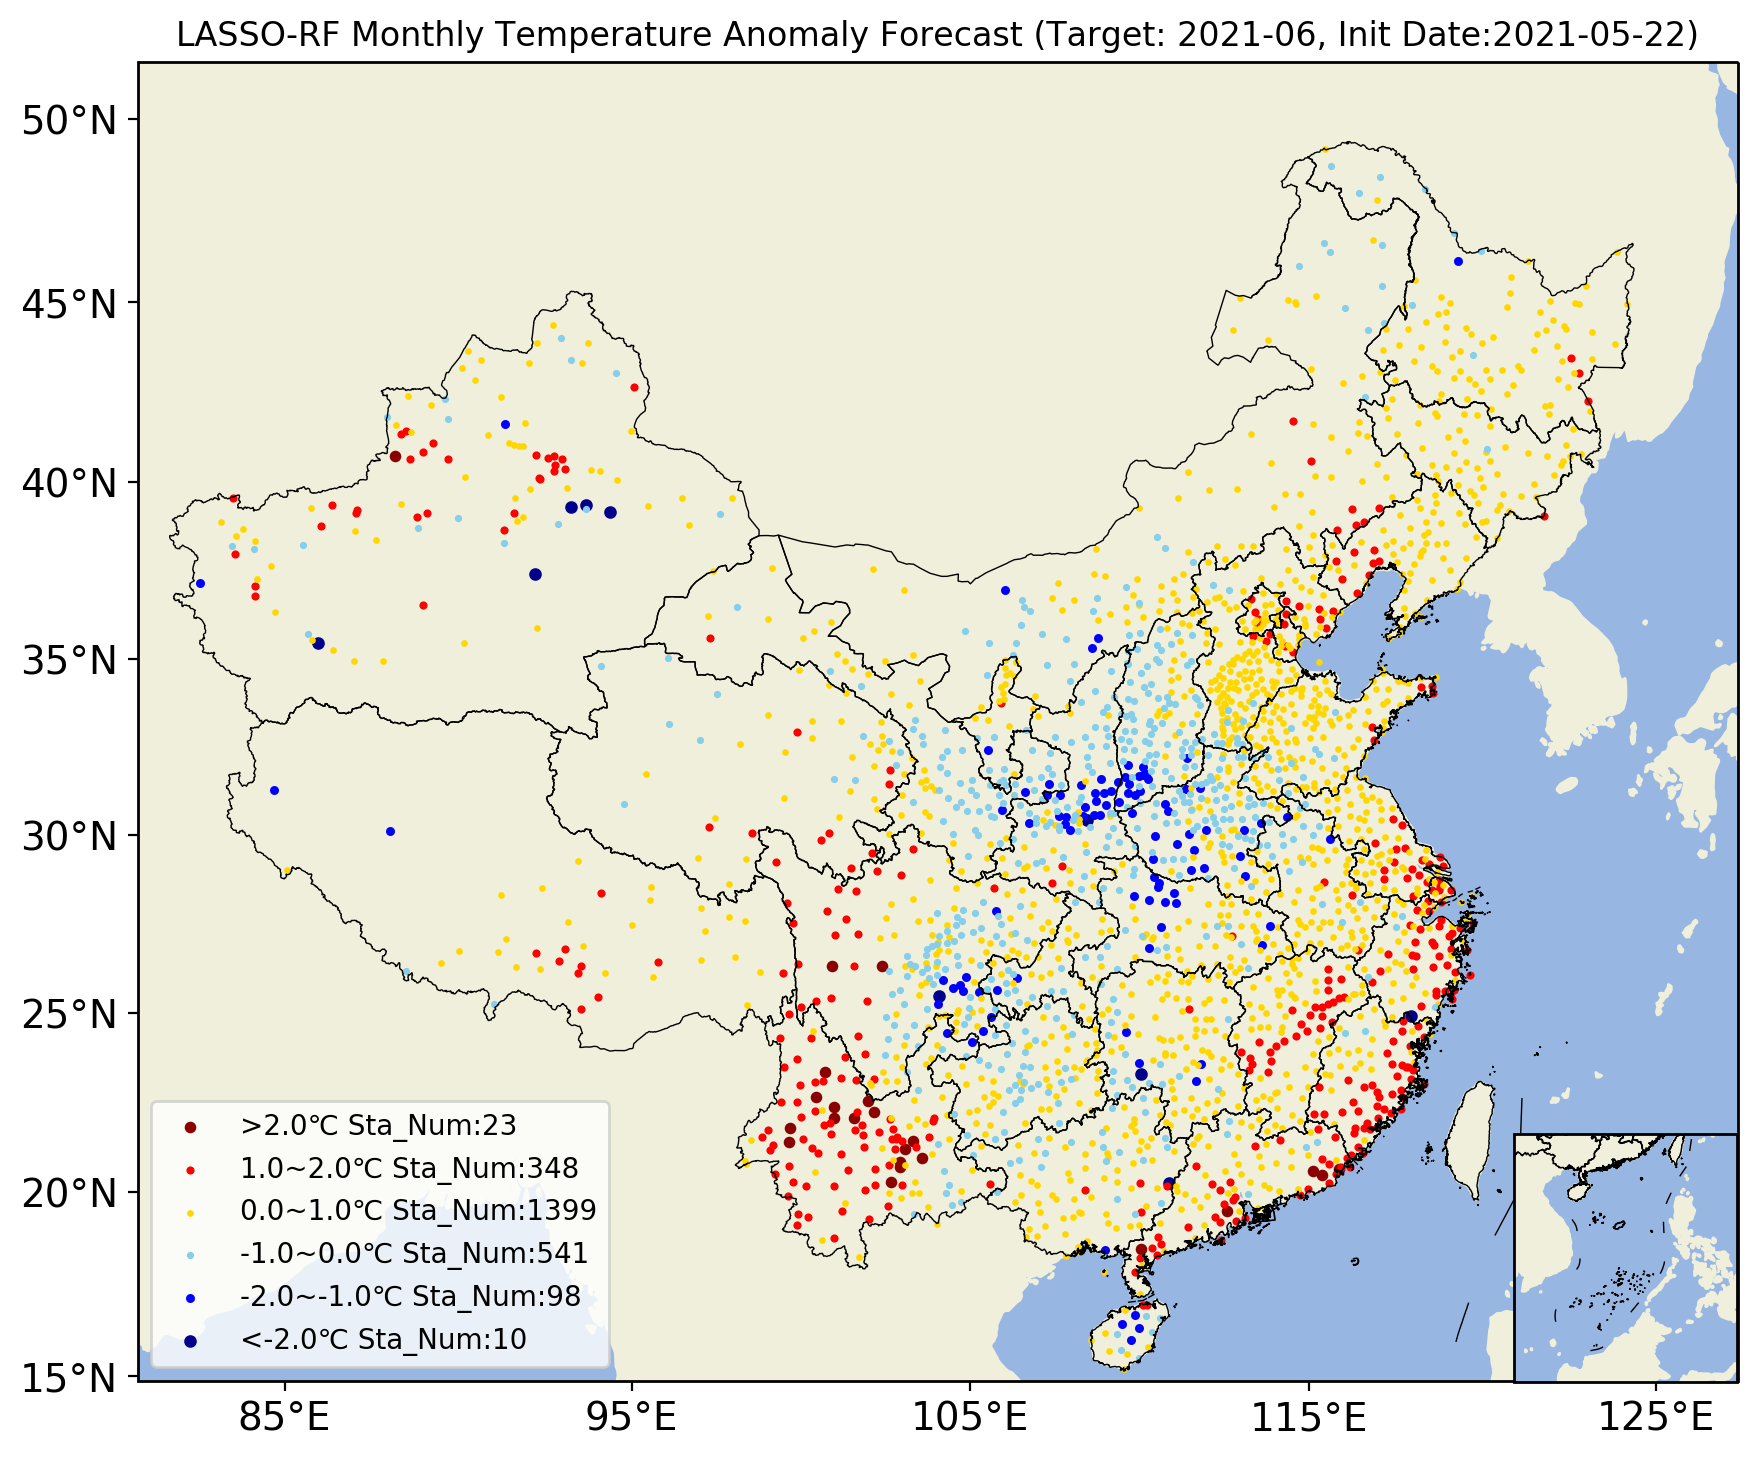 LASSO-RF Monthly Temperature Anomaly Forecast (Target: 2021-06, Init Date:2021-05-22)
50°N
45°N
40°N
35°N
30°N
25°N
20°N
15°N
>2.0℃ Sta_Num:23
1.0~2.0℃ Sta_Num:348
0.0~1.0℃ Sta_Num:1399
-1.0~0.0℃ Sta_Num:541
-2.0~-1.0℃ Sta_Num:98
<-2.0℃ Sta_Num:10
85°E
95°E
105°E
115°E
125°E